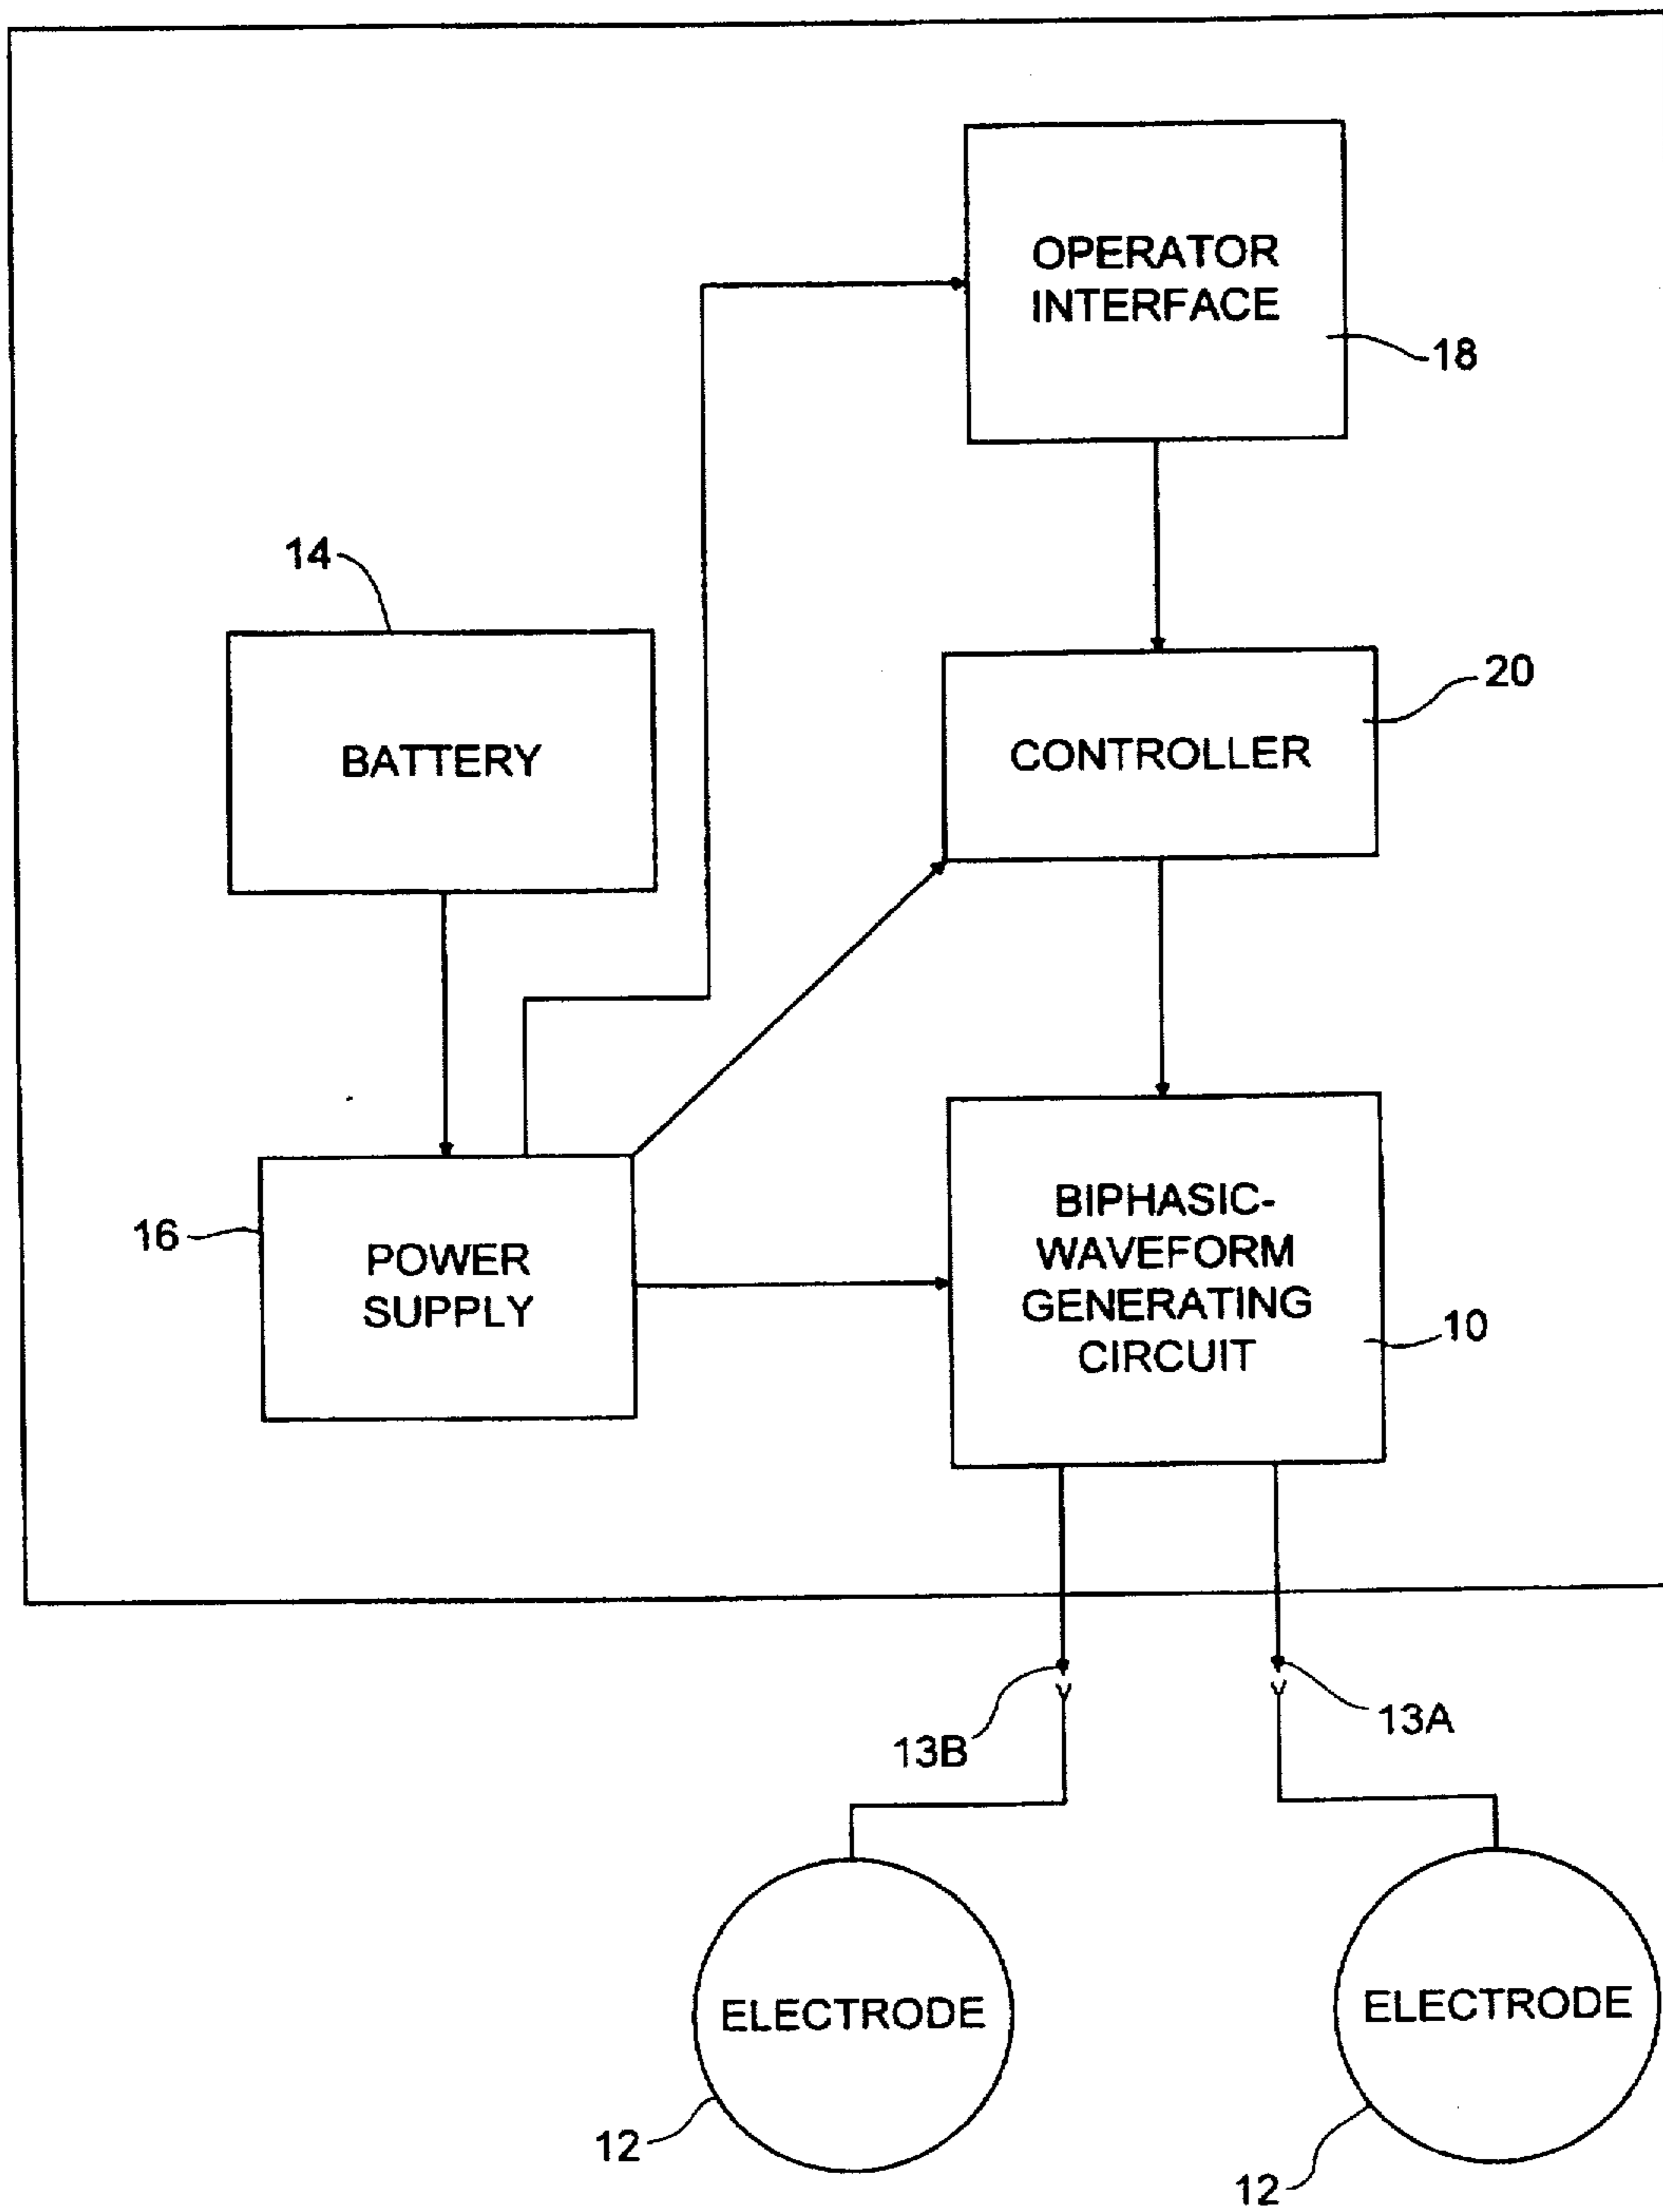 OPERATOR
INTERFACE
18
14
BATTERY
20
CONTROLLER
16
POWER
SUPPLY
BIPHASIC-
WAVEFORM
GENERATING
CIRCUIT
10
13B
13A
ELECTRODE
ELECTRODE
12
12